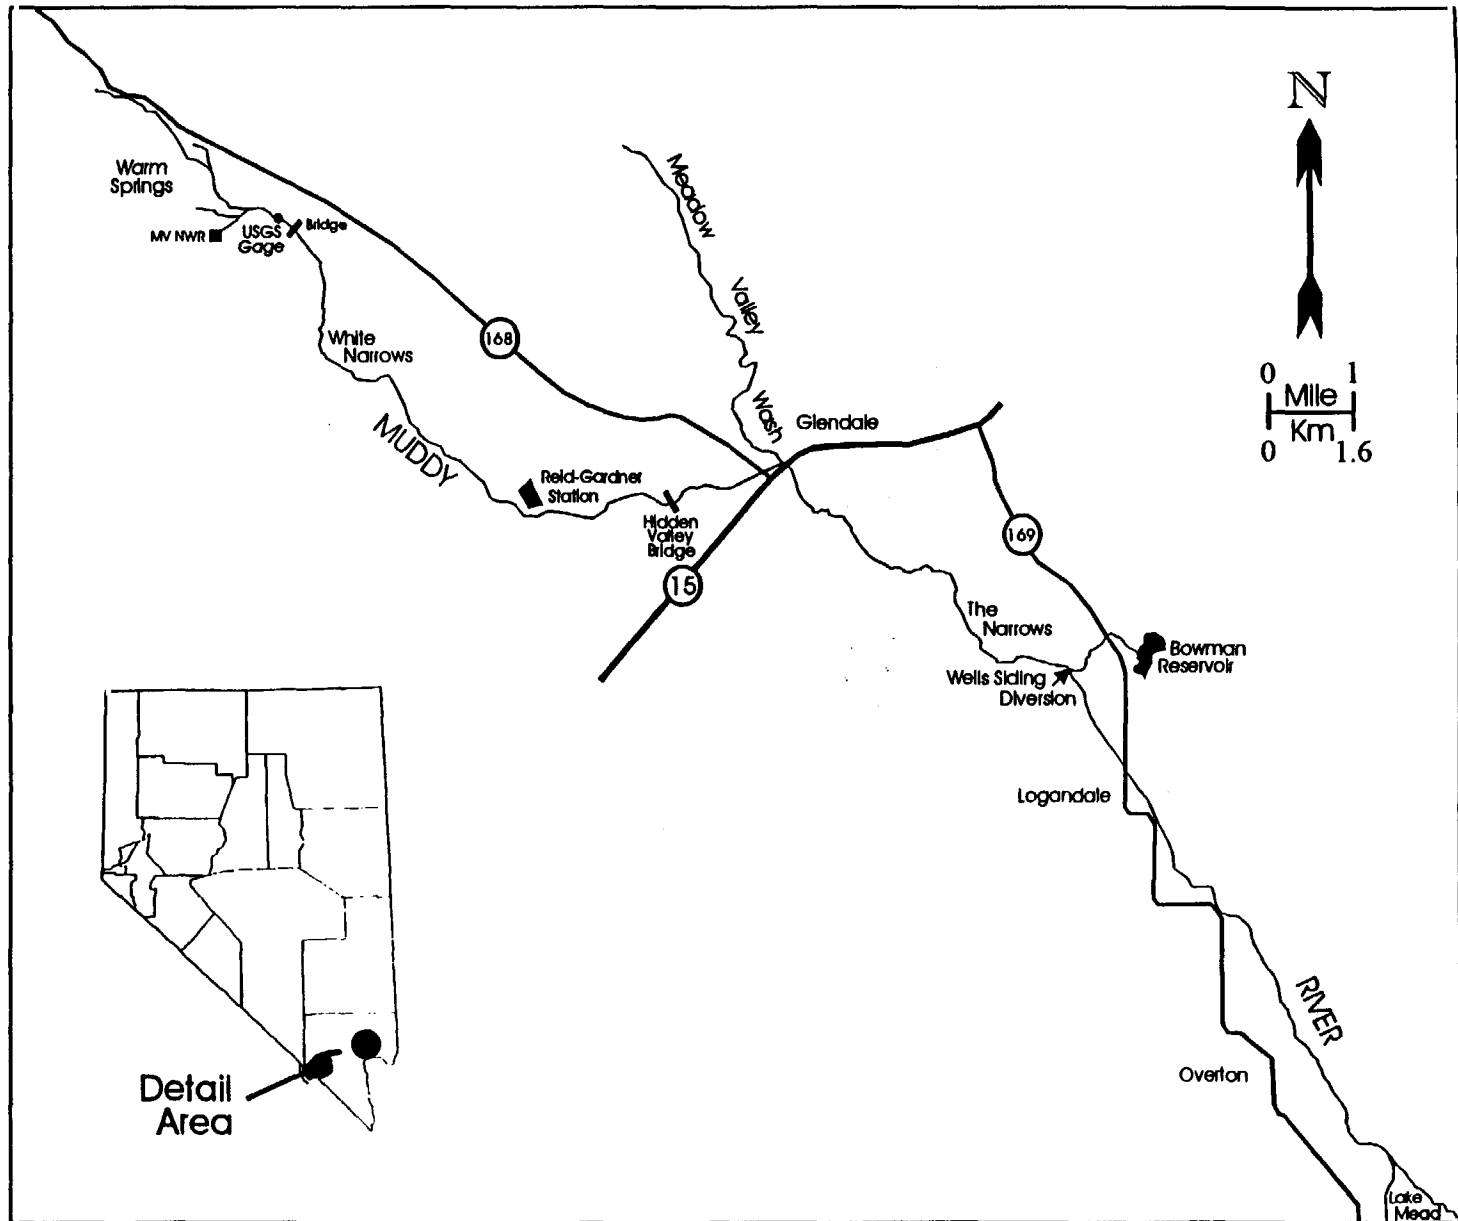 N
Warm
Springs
MV NWR
USGS
Gage
Bridge
Meadow
Valley
Wash
White
Narrows
168
0 1
Mile
Km
0 1.6
MUDDY
Glendale
Reid-Gardner
Station
Hidden
Valley
Bridge
15
169
The
Narrows
Bowman
Reservoir
Wells Siding
Diversion
Logandale
RIVER
Overton
Detail
Area
Lake
Mead